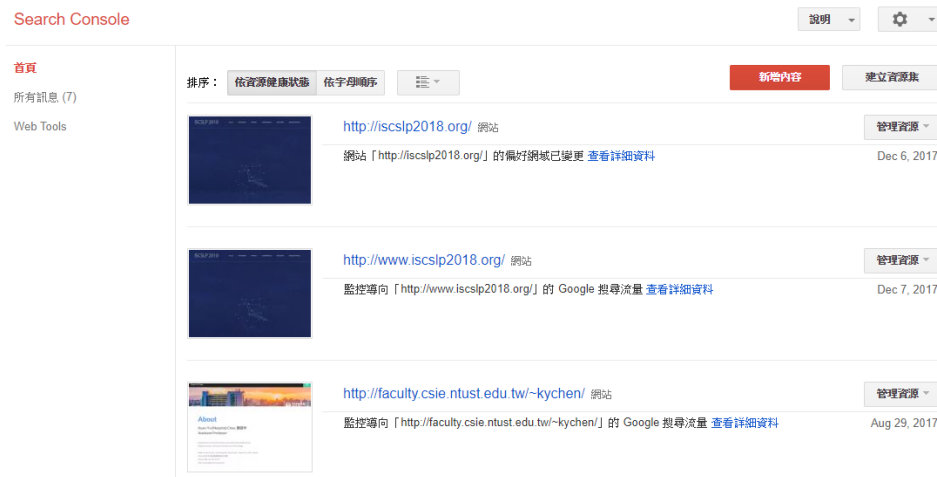 Search Console
說明
首頁
所有訊息 (7)
Web Tools
排序： 依資源健康狀態 依字母順序
新增內容 建立資源集
ISCSLP 2018
http://iscslp2018.org/ 網站
管理資源
網站「http://iscslp2018.org/」的偏好網域已變更 查看詳細資料
Dec 6, 2017
ISCSLP 2018
http://www.iscslp2018.org/ 網站
管理資源
監控導向「http://www.iscslp2018.org/」的 Google 搜尋流量 查看詳細資料
Dec 7, 2017
About
http://faculty.csie.ntust.edu.tw/~kychen/ 網站
管理資源
監控導向「http://faculty.csie.ntust.edu.tw/~kychen/」的 Google 搜尋流量 查看詳細資料
Aug 29, 2017